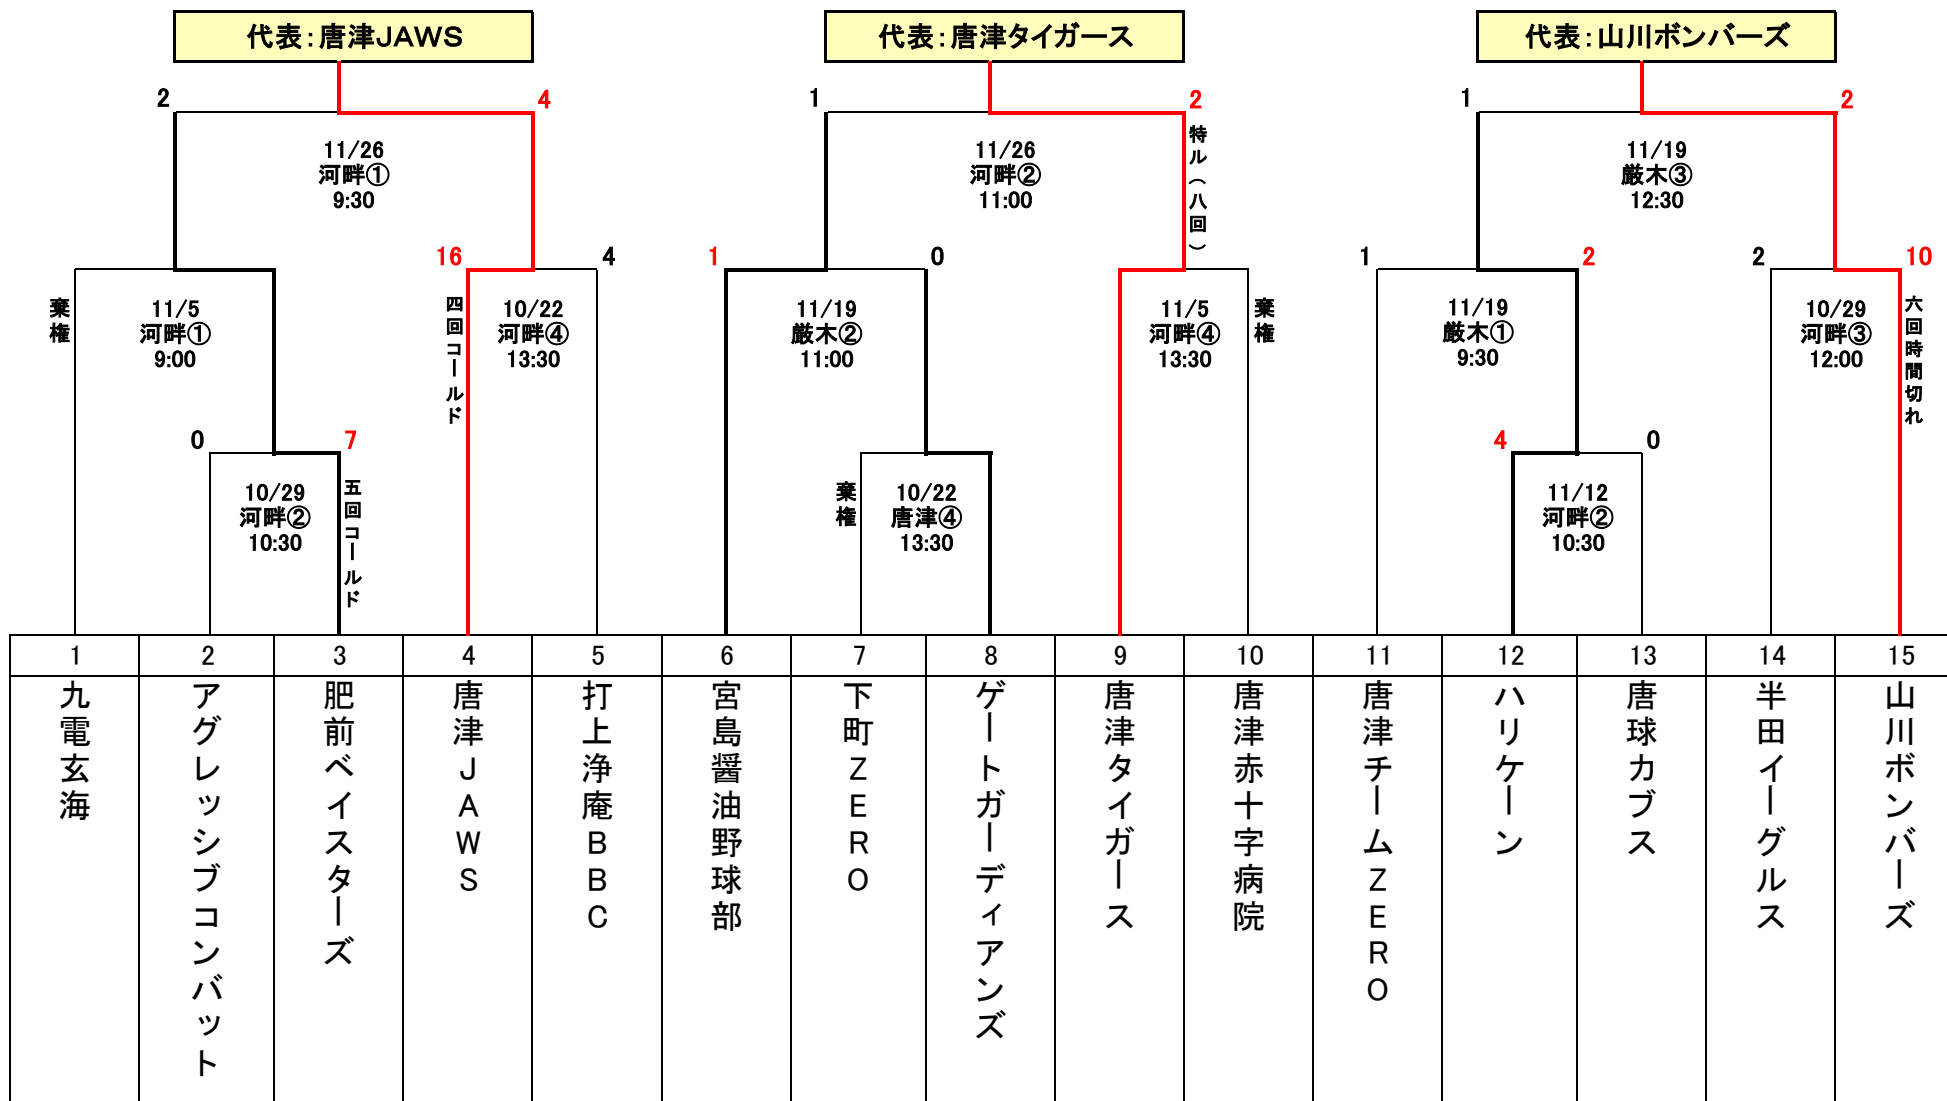 代表：唐津JAWS
代表：唐津タイガース
代表：山川ボンバーズ
2
4
1
2
1
2
11/26
河畔①
9:30
特ル（八回）
11/26
河畔②
11:00
11/19
厳木③
12:30
16
4
1
0
1
2
2
10
棄権
11/5
河畔①
9:00
四回コールド
10/22
河畔④
13:30
11/19
厳木②
11:00
11/5
河畔④
13:30
棄権
11/19
厳木①
9:30
10/29
河畔③
12:00
六回時間切れ
0
7
4
0
10/29
河畔②
10:30
五回コールド
棄権
10/22
唐津④
13:30
11/12
河畔②
10:30
1
2
3
4
5
6
7
8
9
10
11
12
13
14
15
九電玄海
アグレッシブコンバット
肥前ベイスターズ
唐津JAWS
打上浄庵BBC
宮島醤油野球部
下町ZERO
ゲートガーディアンズ
唐津タイガース
唐津赤十字病院
唐津チームZERO
ハリケーン
唐球カブス
半田イーグルス
山川ボンバーズ